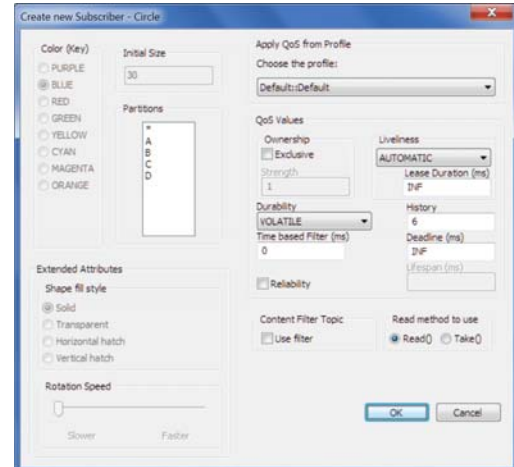 Create new Subscriber - Circle
Color (Key)
PURPLE
BLUE
RED
GREEN
YELLOW
CYAN
MAGENTA
ORANGE
Initial Size
30
Partitions
*
A
B
C
D
Extended Attributes
Shape fill style
Solid
Transparent
Horizontal hatch
Vertical hatch
Rotation Speed
Slower Faster
Apply QoS from Profile
Choose the profile:
Default::Default
QoS Values
Ownership
Exclusive
Strength
1
Liveliness
AUTOMATIC
Lease Duration (ms)
INF
Durability
VOLATILE
Time based Filter (ms)
0
History
6
Deadline (ms)
INF
Lifespan (ms)
Reliability
Content Filter Topic
Use filter
Read method to use
Read() Take()
OK Cancel